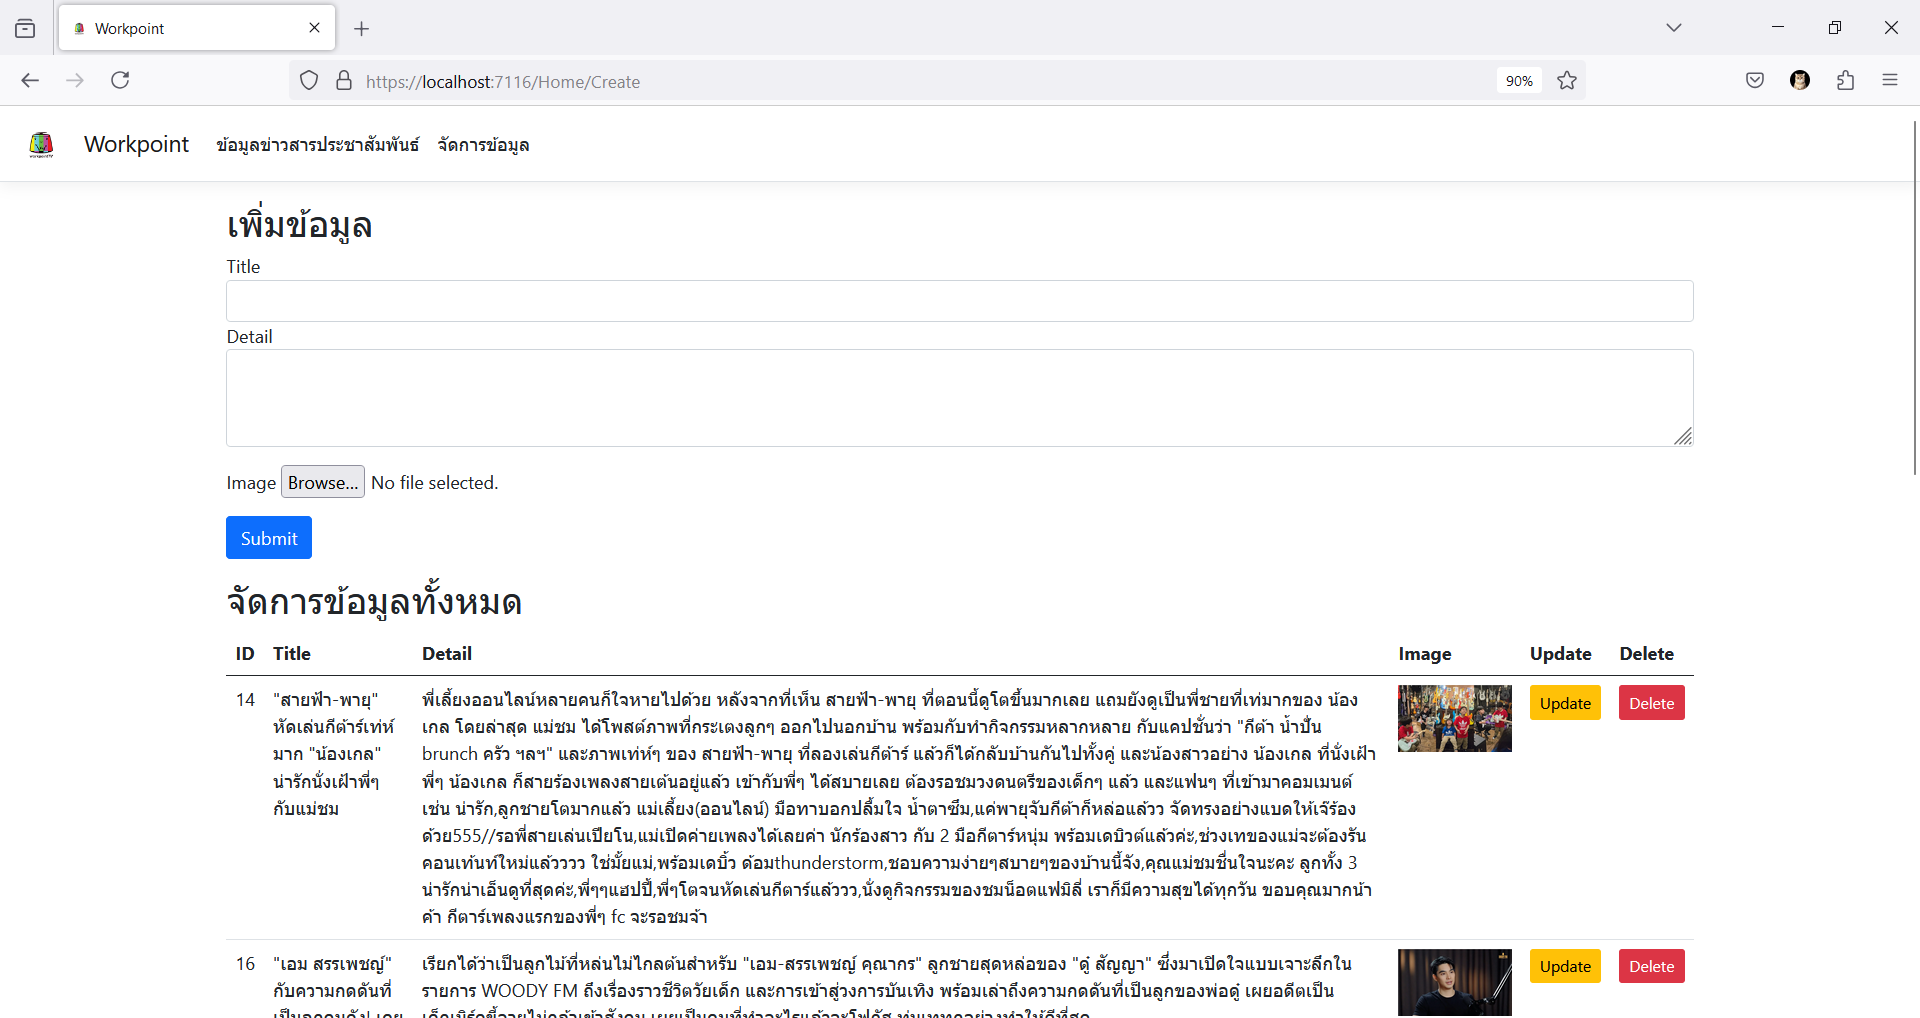 Workpoint
https://localhost:7116/Home/Create
90%
Workpoint ข้อมูลข่าวสารประชาสัมพันธ์ จัดการข้อมูล
เพิ่มข้อมูล
Title
Detail
Image Browse... No file selected.
Submit
จัดการข้อมูลทั้งหมด
ID Title Detail Image Update Delete
14
"สายฟ้า-พายุ"
หัดเล่นกีต้าร์เท่ห์
มาก "น้องเกล"
น่ารักนั่งเฝ้าพี่ๆ
กับแม่ชม
พี่เลี้ยงออนไลน์หลายคนก็ใจหายไปด้วย หลังจากที่เห็น สายฟ้า-พายุ ที่ตอนนี้ดูโตขึ้นมากเลย แถมยังดูเป็นพี่ชายที่เท่มากของ น้อง
เกล โดยล่าสุด แม่ชม ได้โพสต์ภาพที่กระเตงลูกๆ ออกไปนอกบ้าน พร้อมกับทำกิจกรรมหลากหลาย กับแคปชั่นว่า "กีต้า น้ำปั่น
brunch ครัว ฯลฯ" และภาพเท่ห์ๆ ของ สายฟ้า-พายุ ที่ลองเล่นกีตาร์ แล้วก็ได้กลับบ้านกันไปทั้งคู่ และน้องสาวอย่าง น้องเกล ที่นั่งเฝ้า
พี่ๆ น้องเกล ก็สายร้องเพลงสายเต้นอยู่แล้ว เข้ากับพี่ๆ ได้สบายเลย ต้องรอชมวงดนตรีของเด็กๆ แล้ว และแฟนๆ ที่เข้ามาคอมเมนต์
เช่น น่ารัก,ลูกชายโตมากแล้ว แม่เลี้ยง(ออนไลน์) มือทาบอกปลื้มใจ น้ำตาซึม,แค่พายุจับกีต้าก็หล่อแล้วว จัดทรงอย่างแบดให้เจ๊ร้อง
ด้วย555//รอพี่สายเล่นเปียโน,แม่เปิดค่ายเพลงได้เลยค่า นักร้องสาว กับ 2 มือกีตาร์หนุ่ม พร้อมเดบิวต์แล้วค่ะ,ช่วงเทของแม่จะต้องรัน
คอนเท้นท์ใหม่แล้วววว ใช่มั้ยแม่,พร้อมเดบิ้ว ด้อมthunderstorm,ชอบความง่ายๆสบายๆของบ้านนี้จัง,คุณแม่ชมชื่นใจนะคะ ลูกทั้ง 3
น่ารักน่าเอ็นดูที่สุดค่ะ,พี่ๆๆแฮปปี้,พี่ๆโตจนหัดเล่นกีตาร์แล้ววว,นั่งดูกิจกรรมของชมน็อตแฟมิลี่ เราก็มีความสุขได้ทุกวัน ขอบคุณมากน้า
ค้า กีตาร์เพลงแรกของพี่ๆ fc จะรอชมจ้า
Update Delete
16
"เอม สรรเพชญ์"
กับความกดดันที่
เรียกได้ว่าเป็นลูกไม้ที่หล่นไม่ไกลต้นสำหรับ "เอม-สรรเพชญ์ คุณากร" ลูกชายสุดหล่อของ "ดู๋ สัญญา" ซึ่งมาเปิดใจแบบเจาะลึกใน
รายการ WOODY FM ถึงเรื่องราวชีวิตวัยเด็ก และการเข้าสู่วงการบันเทิง พร้อมเล่าถึงความกดดันที่เป็นลูกของพ่อดู๋ เผยอดีตเป็น
Update Delete